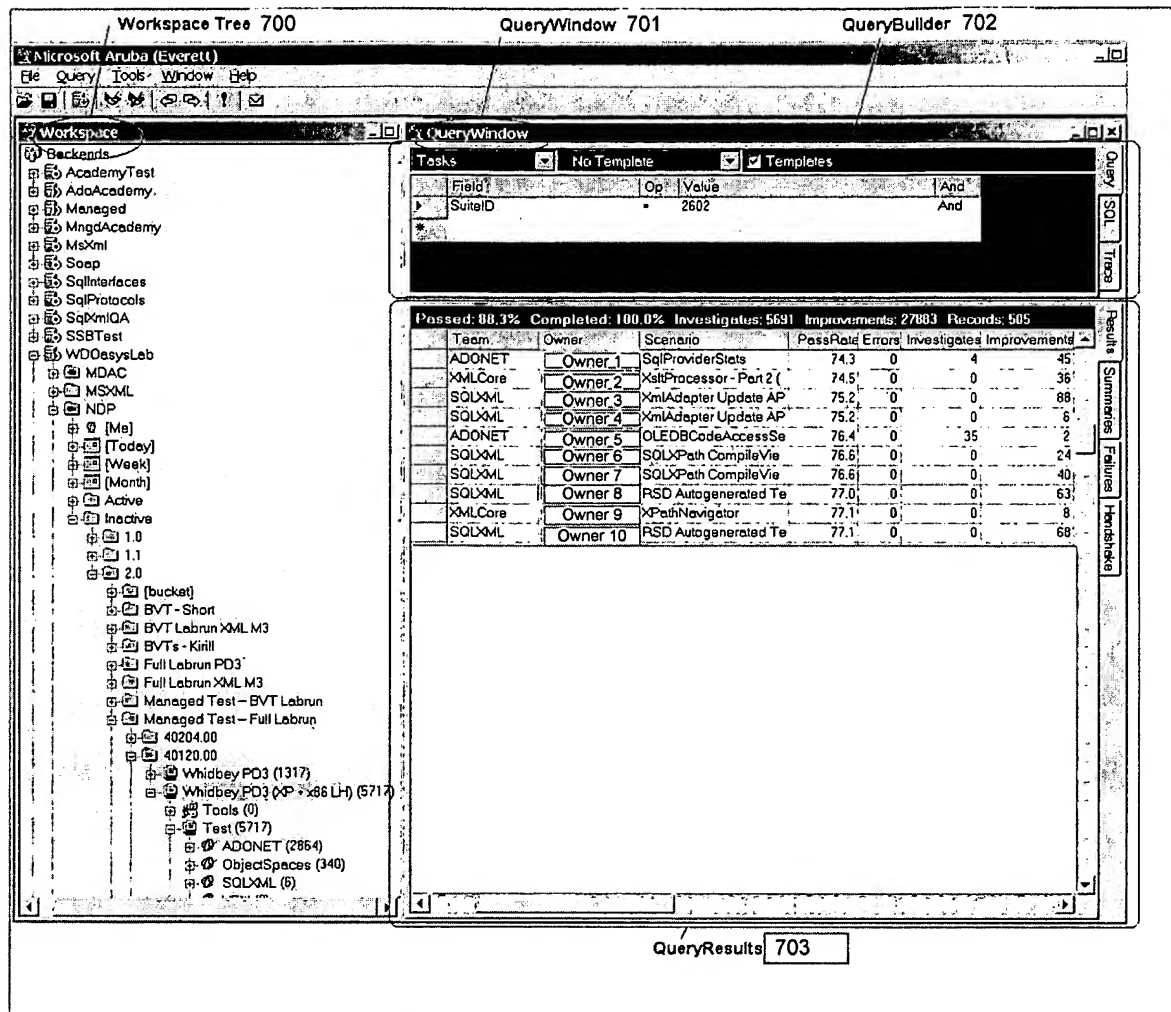 Workspace Tree 700 QueryWindow 701 QueryBuilder 702
Microsoft Aruba (Everett)
File Query Tools Window Help
Workspace
Backends
AcademyTest
AdoAcademy.
Managed
MngdAcademy
MsXml
Soap
SqlInterfaces
SqlProtocols
SqlXmlQA
SSBTest
WDOasysLab
MDAC
MSXML
NDP
[Me]
[Today]
[Week]
[Month]
Active
Inactive
1.0
1.1
2.0
[bucket]
BVT - Short
BVT Labrun XML M3
BVTs - Kirill
Full Labrun PD3
Full Labrun XML M3
Managed Test – BVT Labrun
Managed Test – Full Labrun
40204.00
40120.00
Whidbey PD3 (1317)
Whidbey PD3 (XP - x86 LH) (5717)
Tools (0)
Test (5717)
ADONET (2864)
ObjectSpaces (340)
SQLXML (6)
QueryWindow
Tasks No Template Templates
Field Op Value And
SuiteID = 2602 And
Query
SQL
Trace
Passed: 88,3% Completed: 100,0% Investigates; 5691 Improvements; 27883 Records; 505
Team Owner Scenario PassRate Errors Investigates Improvements
ADONET Owner 1 SqlProviderStats 74.3 0 4 45
XMLCore Owner 2 XsltProcessor - Part 2 ( 74.5 0 0 36
SQLXML Owner 3 XmlAdapter Update AP 75.2 0 0 88
SQLXML Owner 4 XmlAdapter Update AP 75.2 0 0 6
ADONET Owner 5 OLEDBCodeAccessSe 76.4 0 35 2
SQLXML Owner 6 SQLXPath CompileVie 76.6 0 0 24
SQLXML Owner 7 SQLXPath CompileVie 76.6 0 0 40
SQLXML Owner 8 RSD Autogenerated Te 77.0 0 0 63
XMLCore Owner 9 XPathNavigator 77.1 0 0 8
SQLXML Owner 10 RSD Autogenerated Te 77.1 0 0 68
Results
Summaries
Failures
Handshake
QueryResults 703